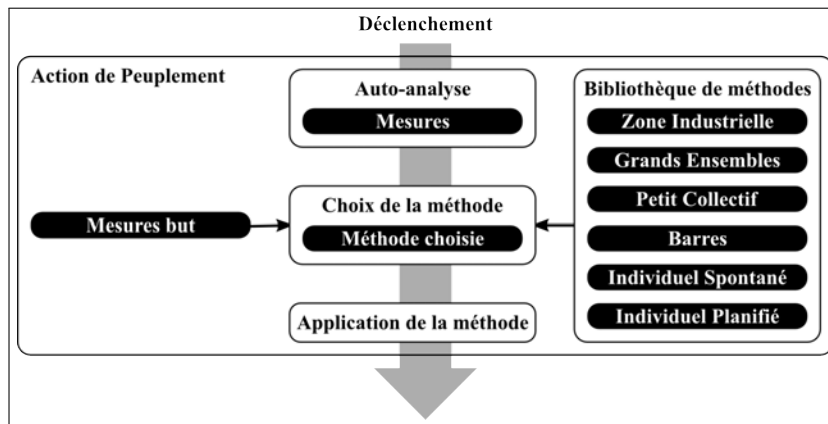 Déclenchement
Action de Peuplement
Auto-analyse
Mesures
Mesures but
Choix de la méthode
Méthode choisie
Application de la méthode
Bibliothèque de méthodes
Zone Industrielle
Grands Ensembles
Petit Collectif
Barres
Individuel Spontané
Individuel Planifié